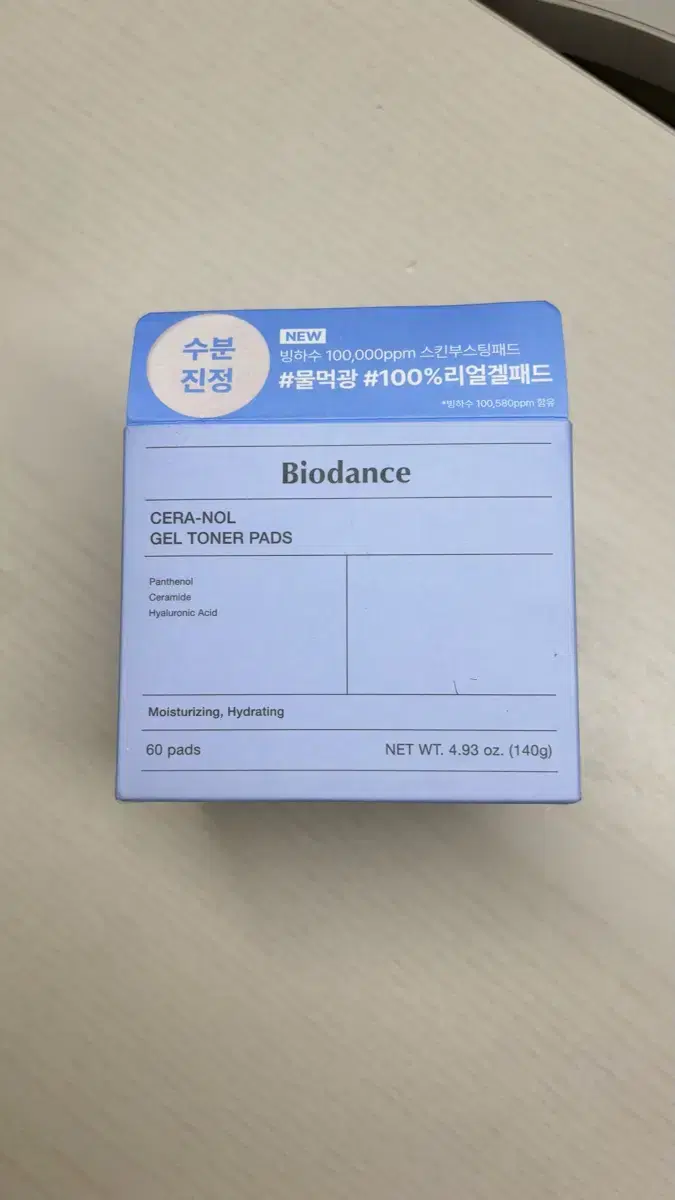 수분
진정
NEW
빙하수 100,000ppm 스킨부스팅패드
#물먹광 #100%리얼겔패드
*빙하수 100,580ppm 함유
Biodance
CERA-NOL
GEL TONER PADS
Panthenol
Ceramide
Hyaluronic Acid
Moisturizing, Hydrating
60 pads
NET WT. 4.93 oz. (140g)